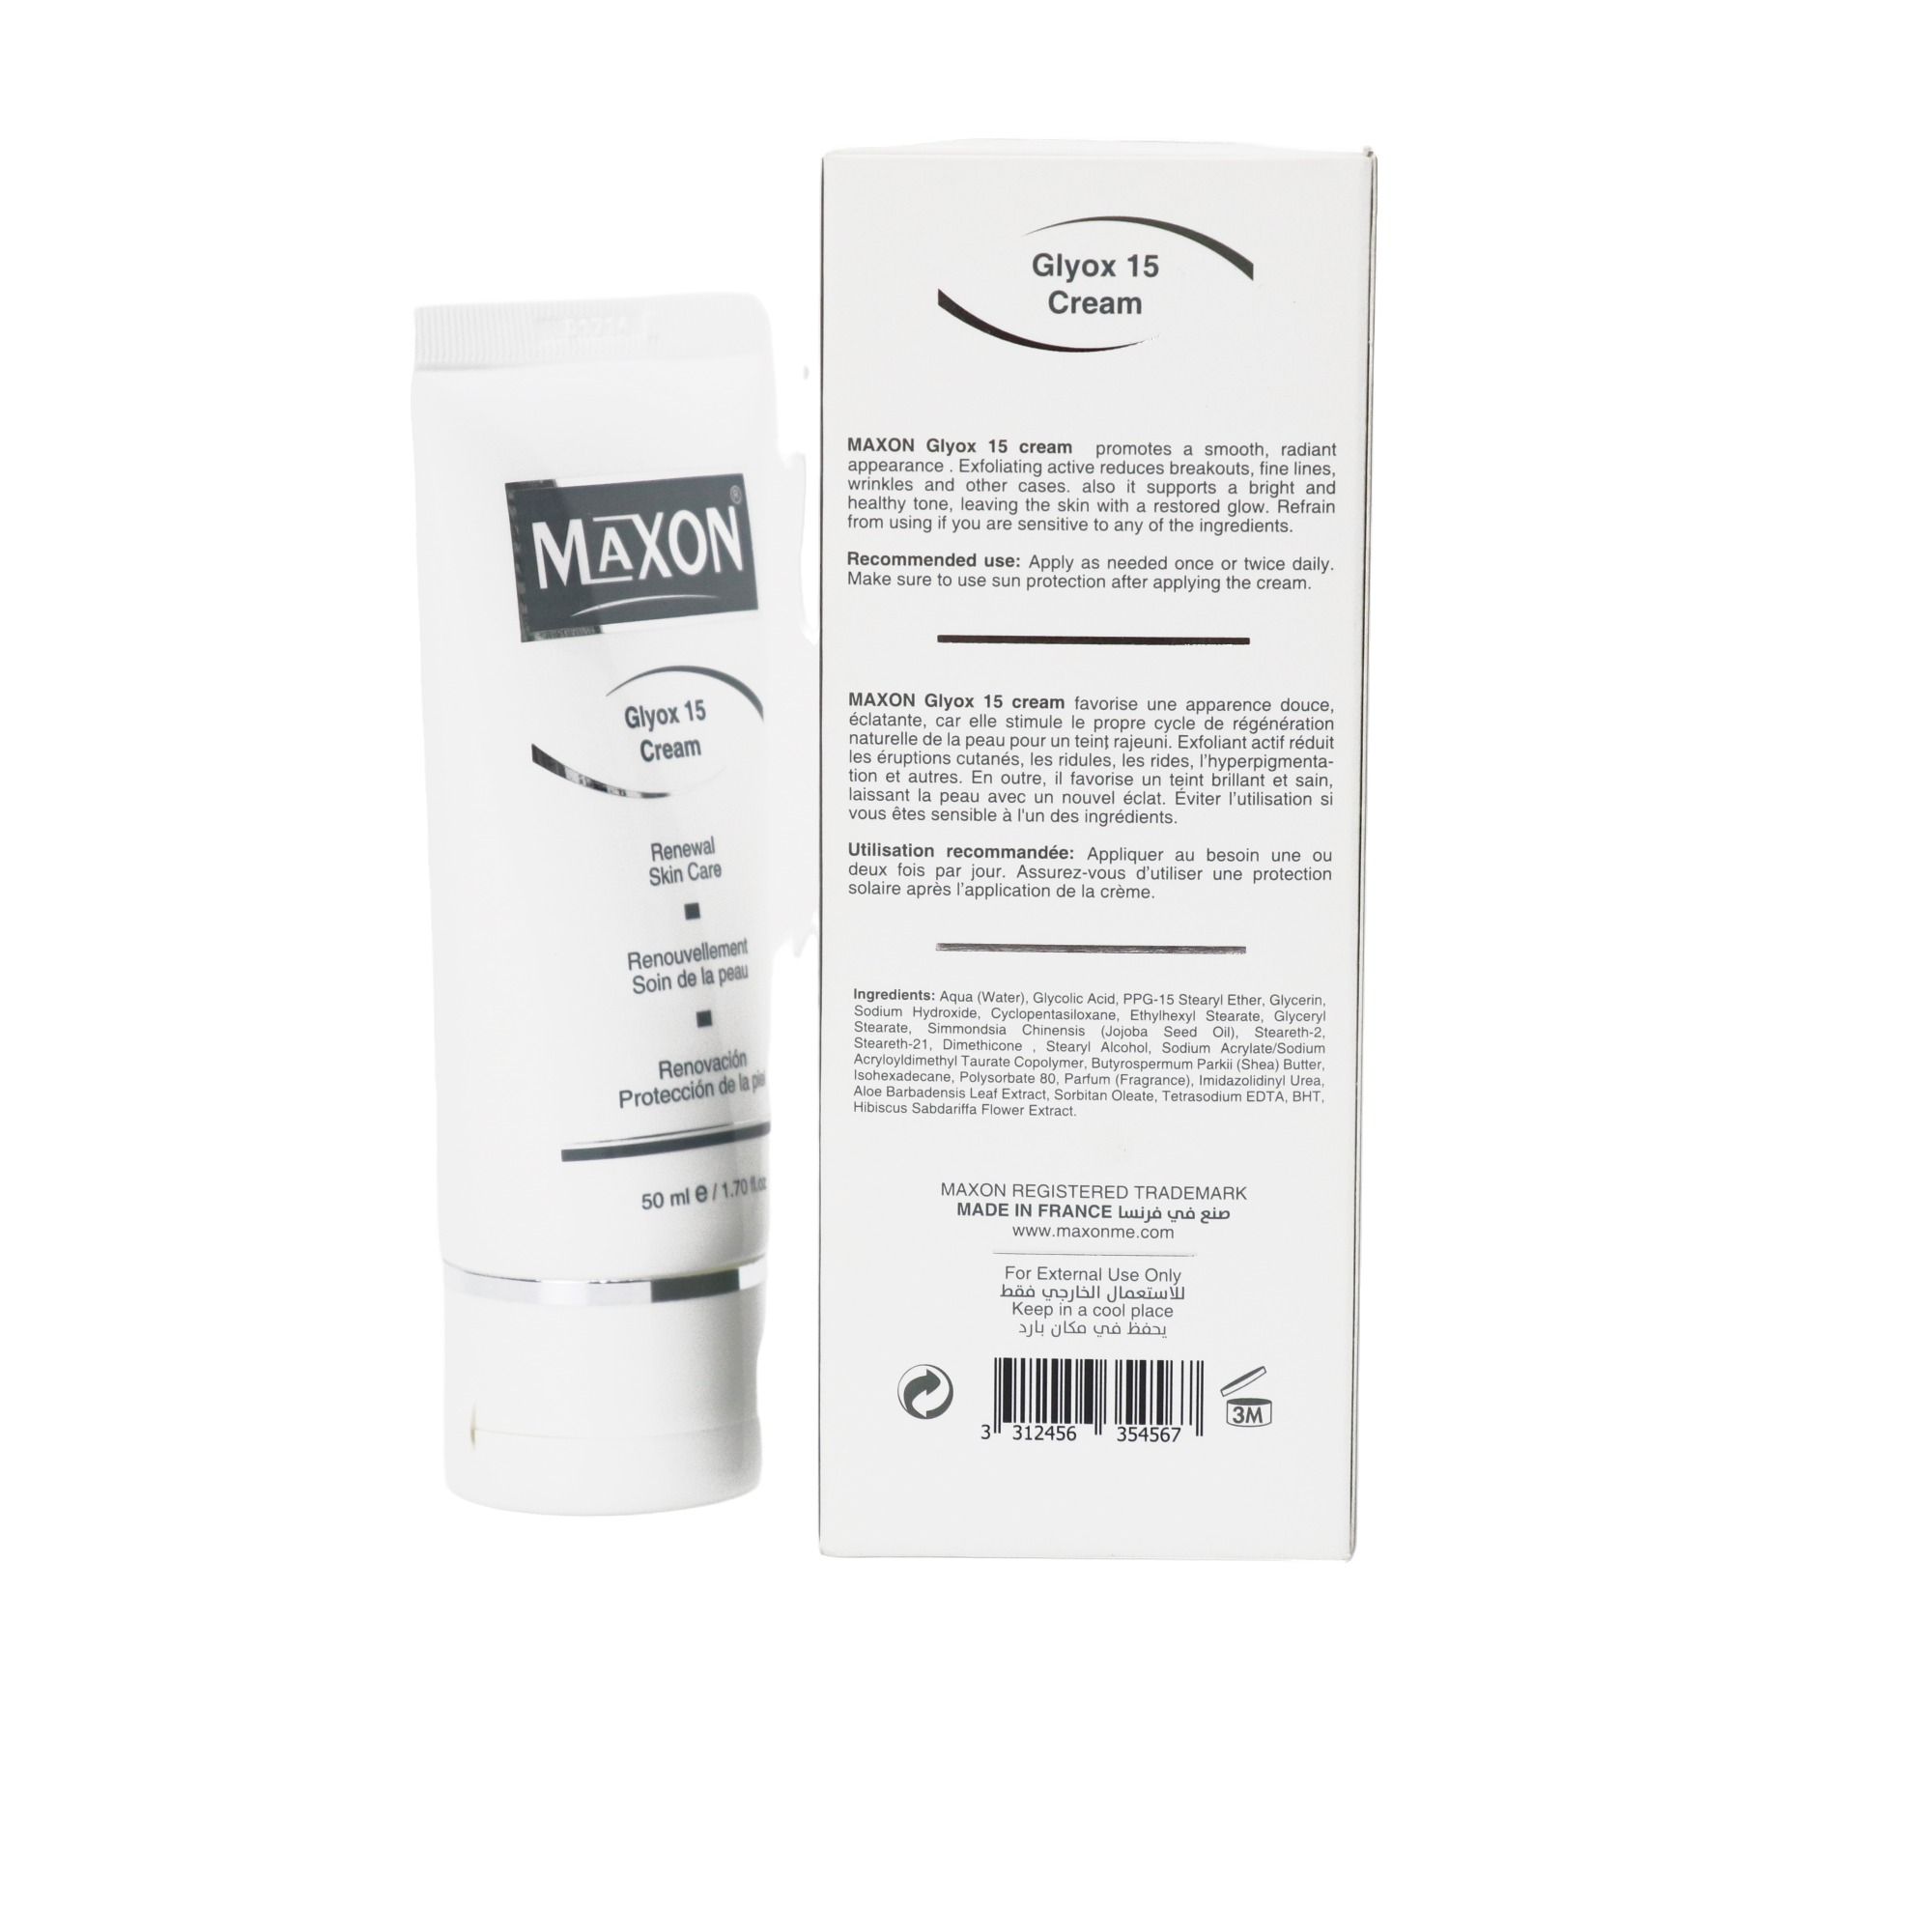 MAXON®
Glyox 15
Cream
Renewal
Skin Care
Renouvellement
Soin de la peau
Renovación
Protección de la piel
50 ml e / 1.70 fl.oz
Glyox 15
Cream
MAXON Glyox 15 cream promotes a smooth, radiant
appearance . Exfoliating active reduces breakouts, fine lines,
wrinkles and other cases. also it supports a bright and
healthy tone, leaving the skin with a restored glow. Refrain
from using if you are sensitive to any of the ingredients.
Recommended use: Apply as needed once or twice daily.
Make sure to use sun protection after applying the cream.
MAXON Glyox 15 cream favorise une apparence douce,
éclatante, car elle stimule le propre cycle de régénération
naturelle de la peau pour un teint rajeuni. Exfoliant actif réduit
les éruptions cutanés, les ridules, les rides, l'hyperpigmenta-
tion et autres. En outre, il favorise un teint brillant et sain,
laissant la peau avec un nouvel éclat. Éviter l'utilisation si
vous êtes sensible à l'un des ingrédients.
Utilisation recommandée: Appliquer au besoin une ou
deux fois par jour. Assurez-vous d'utiliser une protection
solaire après l'application de la crème.
Ingredients: Aqua (Water), Glycolic Acid, PPG-15 Stearyl Ether, Glycerin,
Sodium Hydroxide, Cyclopentasiloxane, Ethylhexyl Stearate, Glyceryl
Stearate, Simmondsia Chinensis (Jojoba Seed Oil), Steareth-2,
Steareth-21, Dimethicone , Stearyl Alcohol, Sodium Acrylate/Sodium
Acryloyldimethyl Taurate Copolymer, Butyrospermum Parkii (Shea) Butter,
Isohexadecane, Polysorbate 80, Parfum (Fragrance), Imidazolidinyl Urea,
Aloe Barbadensis Leaf Extract, Sorbitan Oleate, Tetrasodium EDTA, BHT,
Hibiscus Sabdariffa Flower Extract.
MAXON REGISTERED TRADEMARK
MADE IN FRANCE صنع في فرنسا
www.maxonme.com
For External Use Only
للاستعمال الخارجي فقط
Keep in a cool place
يحفظ في مكان بارد
3 312456 354567
3M